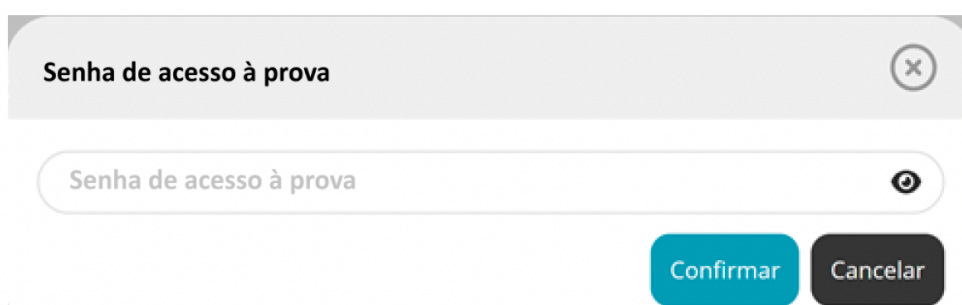 Senha de acesso à prova
Senha de acesso à prova
Confirmar Cancelar